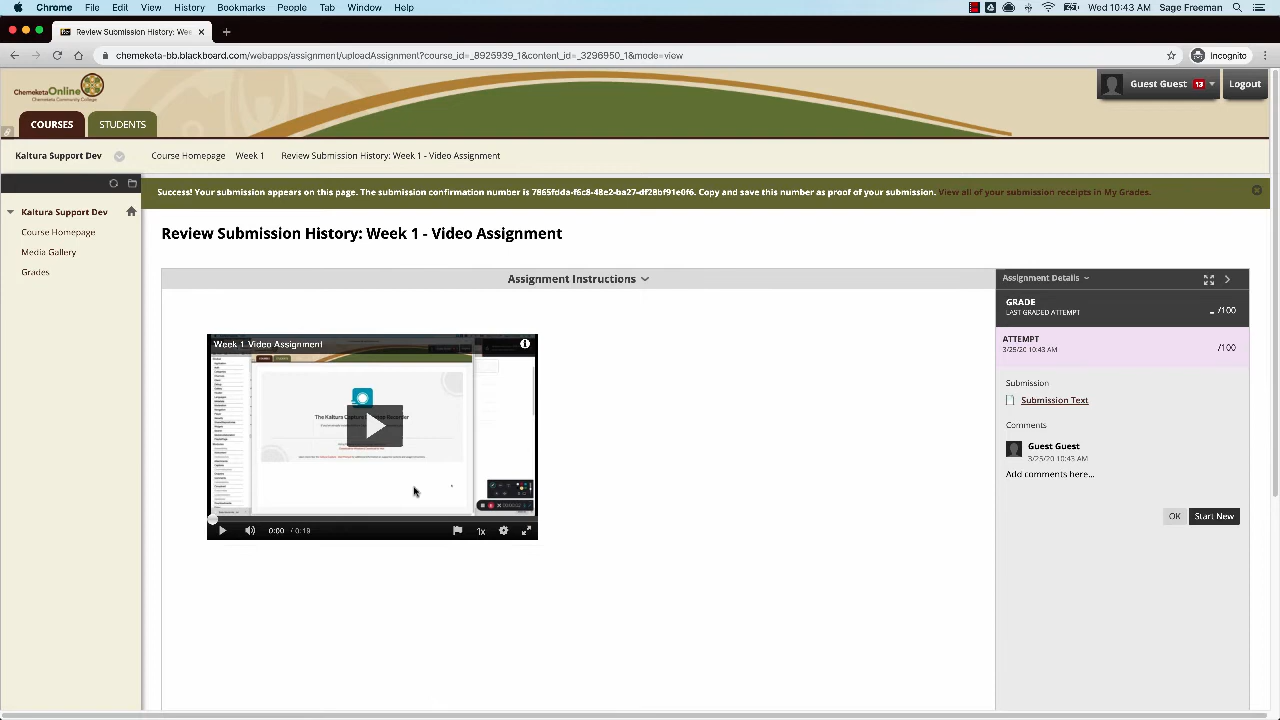 Chrome File Edit View History Bookmarks People Tab Window Help Wed 10:43 AM Sage Freeman
Review Submission History: Wee
chemeketa-bb.blackboard.com/webapps/assignment/uploadAssignment?course_id=_8925939_1&content_id=_3296950_1&mode=view Incognito
ChemeketaOnline
Chemeketa Community College
Guest Guest 13 Logout
COURSES STUDENTS
Kaltura Support Dev Course Homepage Week 1 Review Submission History: Week 1 - Video Assignment
Success! Your submission appears on this page. The submission confirmation number is 7865fdda-f6c8-48e2-ba27-df28bf91e0f6. Copy and save this number as proof of your submission. View all of your submission receipts in My Grades.
Kaltura Support Dev
Course Homepage
Media Gallery
Grades
Review Submission History: Week 1 - Video Assignment
Assignment Instructions
Week 1 Video Assignment
0:00 / 0:19 1x
Assignment Details
GRADE
LAST GRADED ATTEMPT
- /100
ATTEMPT
3/25/20 10:43 AM
/100
Submission
Submission Text
Comments
Guest Guest
3/25/20 10:43 AM
Add comments here...
OK Start New